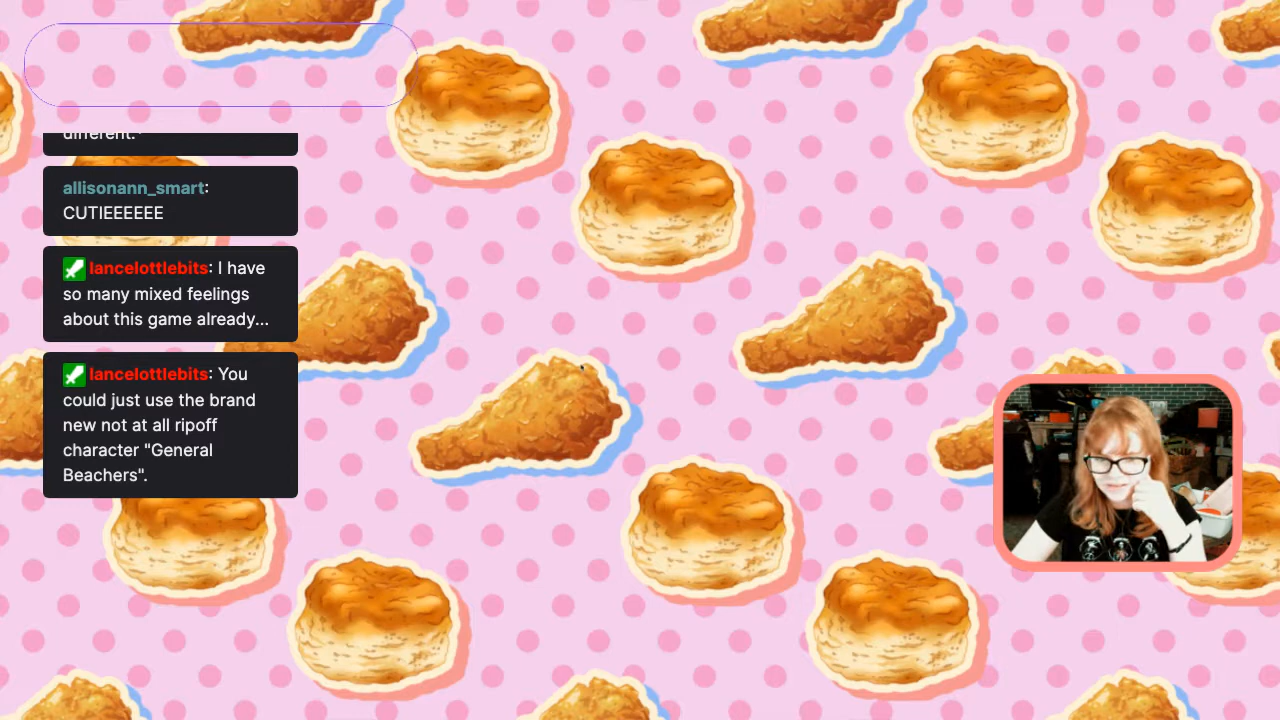 different.*
allisonann_smart:
CUTIEEEEEE
lancelottlebits: I have
so many mixed feelings
about this game already...
lancelottlebits: You
could just use the brand
new not at all ripoff
character "General
Beachers".